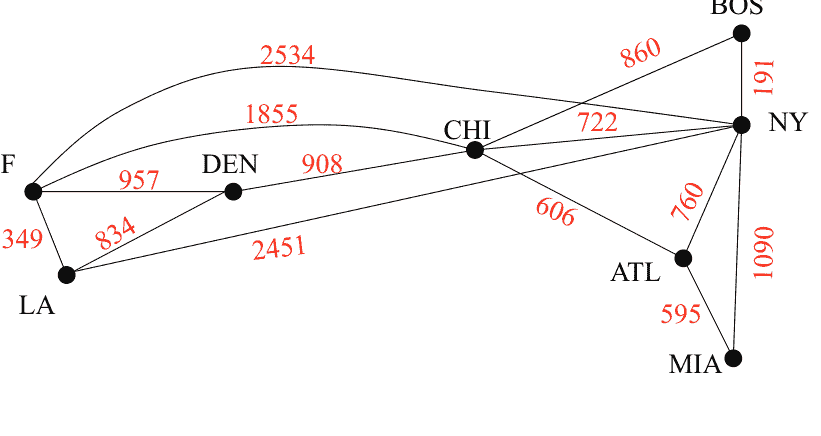 BOS
2534
860
191
1855
722
NY
CHI
F
DEN
908
957
760
606
349
834
2451
1090
ATL
LA
595
MIA